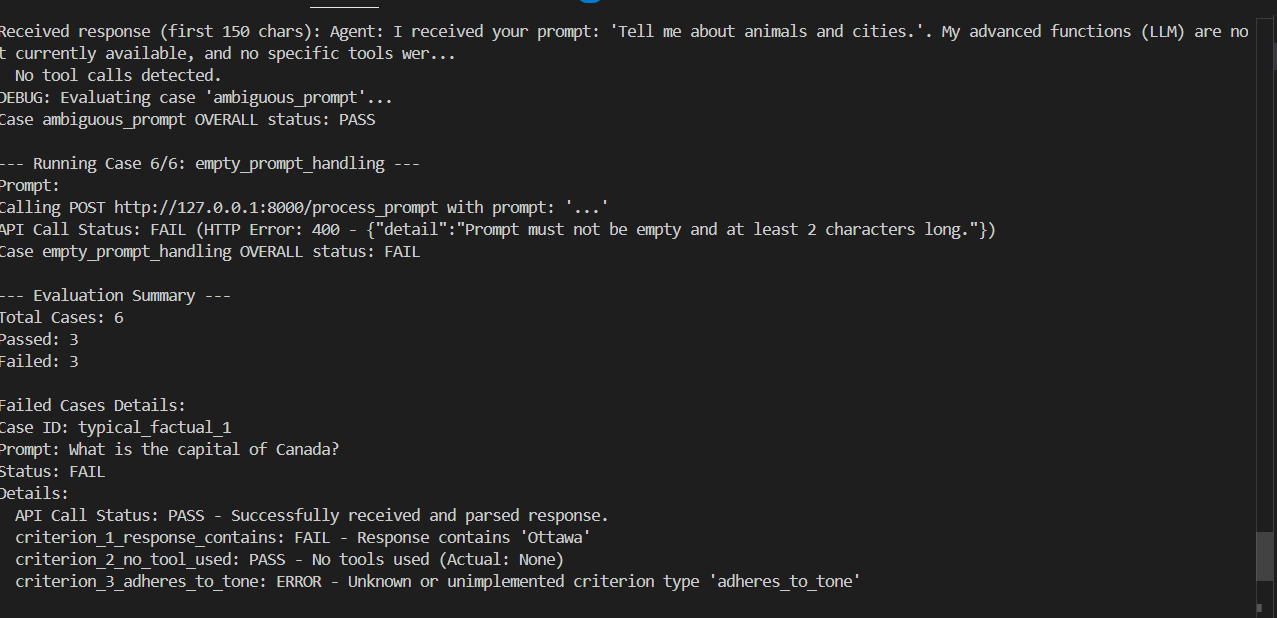 Received response (first 150 chars): Agent: I received your prompt: 'Tell me about animals and cities.'. My advanced functions (LLM) are no
t currently available, and no specific tools wer...
  No tool calls detected.
DEBUG: Evaluating case 'ambiguous_prompt'...
Case ambiguous_prompt OVERALL status: PASS

--- Running Case 6/6: empty_prompt_handling ---
Prompt:
Calling POST http://127.0.0.1:8000/process_prompt with prompt: '...'
API Call Status: FAIL (HTTP Error: 400 - {"detail":"Prompt must not be empty and at least 2 characters long."})
Case empty_prompt_handling OVERALL status: FAIL

--- Evaluation Summary ---
Total Cases: 6
Passed: 3
Failed: 3

Failed Cases Details:
Case ID: typical_factual_1
Prompt: What is the capital of Canada?
Status: FAIL
Details:
  API Call Status: PASS - Successfully received and parsed response.
  criterion_1_response_contains: FAIL - Response contains 'Ottawa'
  criterion_2_no_tool_used: PASS - No tools used (Actual: None)
  criterion_3_adheres_to_tone: ERROR - Unknown or unimplemented criterion type 'adheres_to_tone'